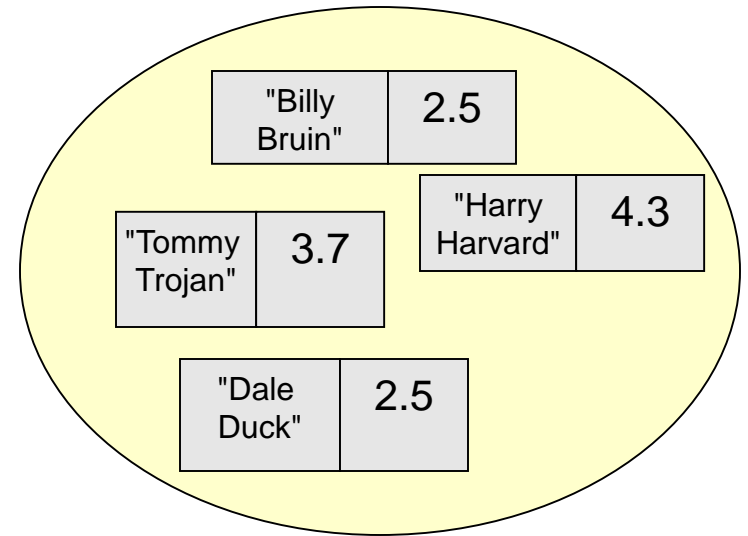 "Billy
Bruin"
2.5
"Harry
Harvard"
4.3
"Tommy
Trojan"
3.7
"Dale
Duck"
2.5